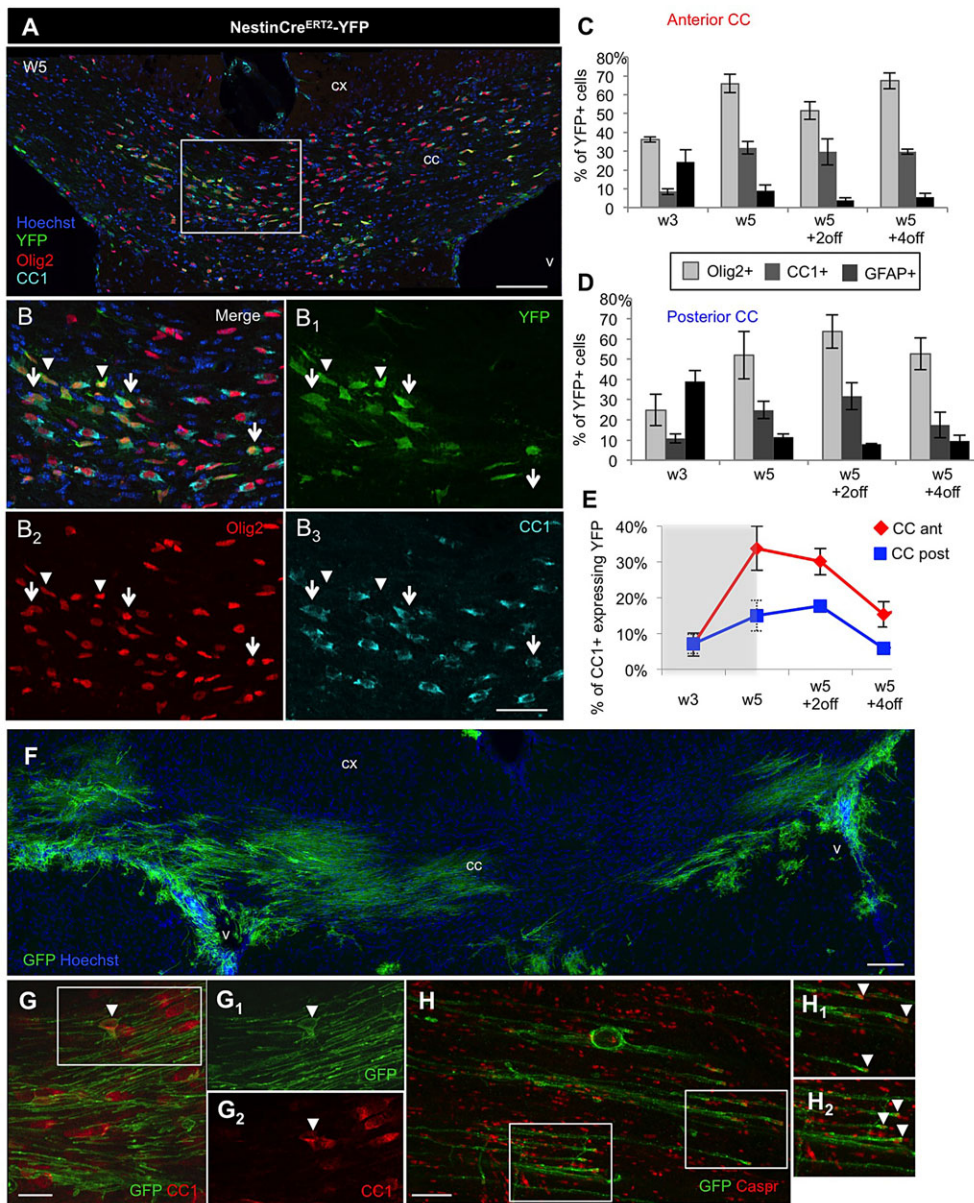 A
NestinCreERT2-YFP
W5
cx
cc
v
Hoechst
YFP
Olig2
CC1
B
Merge
B1
YFP
B2
Olig2
B3
CC1
C
Anterior CC
% of YFP+ cells
80%
70
60
50
40
30
20
10
0
w3
w5
w5
+2off
w5
+4off
Olig2+
CC1+
GFAP+
D
Posterior CC
% of YFP+ cells
80%
70
60
50
40
30
20
10
0
w3
w5
w5
+2off
w5
+4off
E
% of CC1+ expressing YFP
40%
30%
20%
10%
0%
w3
w5
w5
+2off
w5
+4off
CC ant
CC post
F
cx
cc
v
v
GFP Hoechst
G
GFP CC1
G1
GFP
G2
CC1
H
GFP Caspr
H1
H2